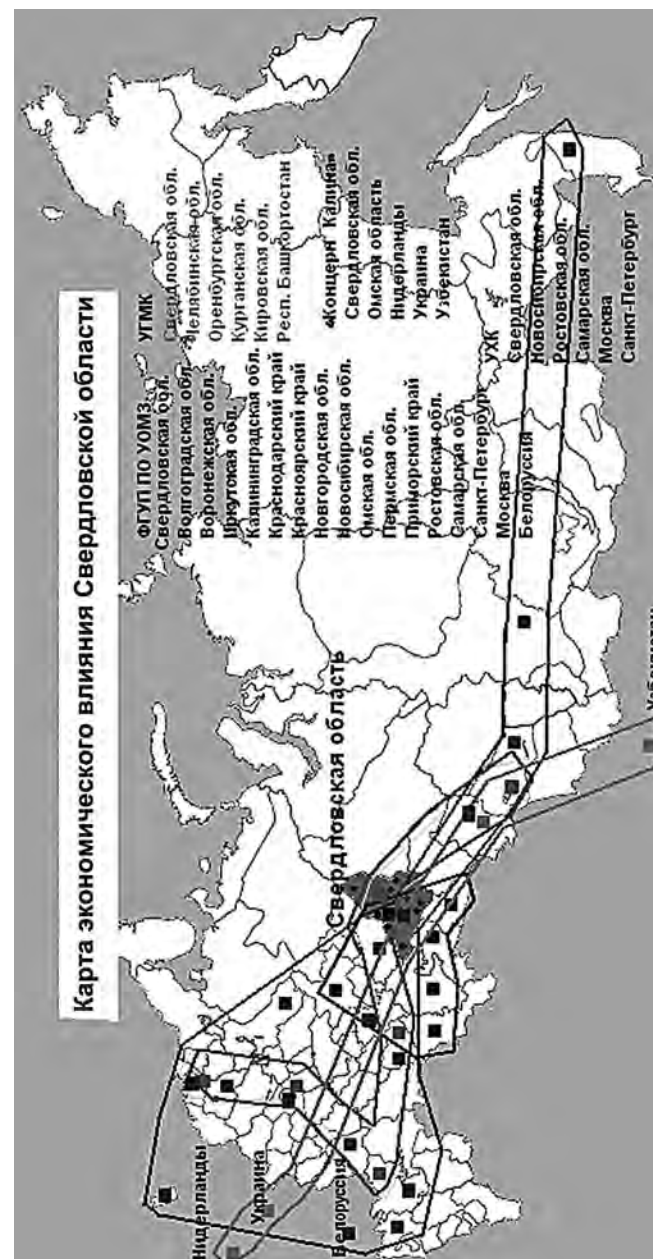 Карта экономического влияния Свердловской области
ФГУП ПО УОМЗ
Свердловская обл.
Волгоградская обл.
Воронежская обл.
Иркутская обл.
Калининградская обл.
Краснодарский край
Красноярский край
Новгородская обл.
Новосибирская обл.
Омская обл.
Пермская обл.
Приморский край
Ростовская обл.
Самарская обл.
Санкт-Петербург
Москва
Белоруссия
УГМК
Свердловская обл.
Челябинская обл.
Оренбургская обл.
Курганская обл.
Кировская обл.
Респ. Башкортостан
«Концерн Калина»
Свердловская обл.
Омская область
Нидерланды
Украина
Узбекистан
УХК
Свердловская обл.
Новосибирская обл.
Ростовская обл.
Самарская обл.
Москва
Санкт-Петербург
Свердловская область
Нидерланды
Украина
Белоруссия